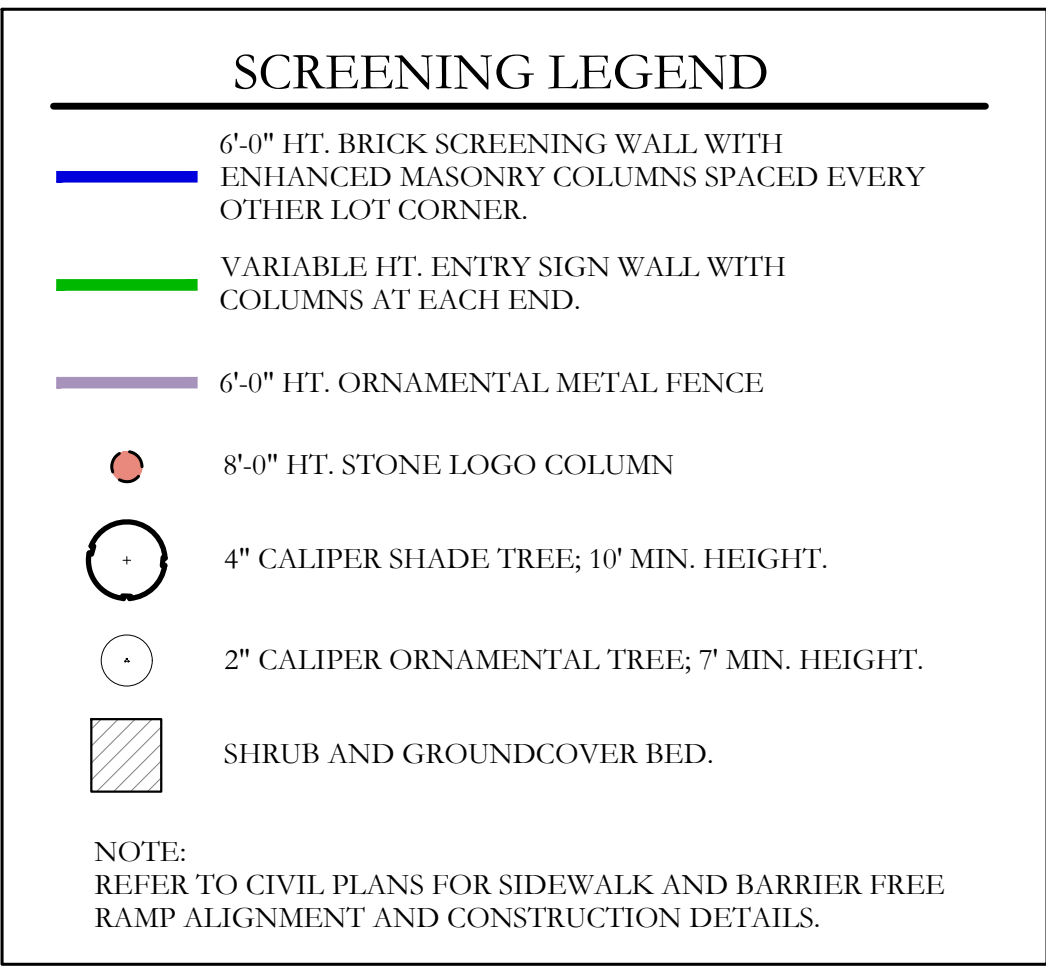 SCREENING LEGEND
6'-0" HT. BRICK SCREENING WALL WITH
ENHANCED MASONRY COLUMNS SPACED EVERY
OTHER LOT CORNER.
VARIABLE HT. ENTRY SIGN WALL WITH
COLUMNS AT EACH END.
6'-0" HT. ORNAMENTAL METAL FENCE
8'-0" HT. STONE LOGO COLUMN
4" CALIPER SHADE TREE; 10' MIN. HEIGHT.
2" CALIPER ORNAMENTAL TREE; 7' MIN. HEIGHT.
SHRUB AND GROUNDCOVER BED.
NOTE:
REFER TO CIVIL PLANS FOR SIDEWALK AND BARRIER FREE
RAMP ALIGNMENT AND CONSTRUCTION DETAILS.